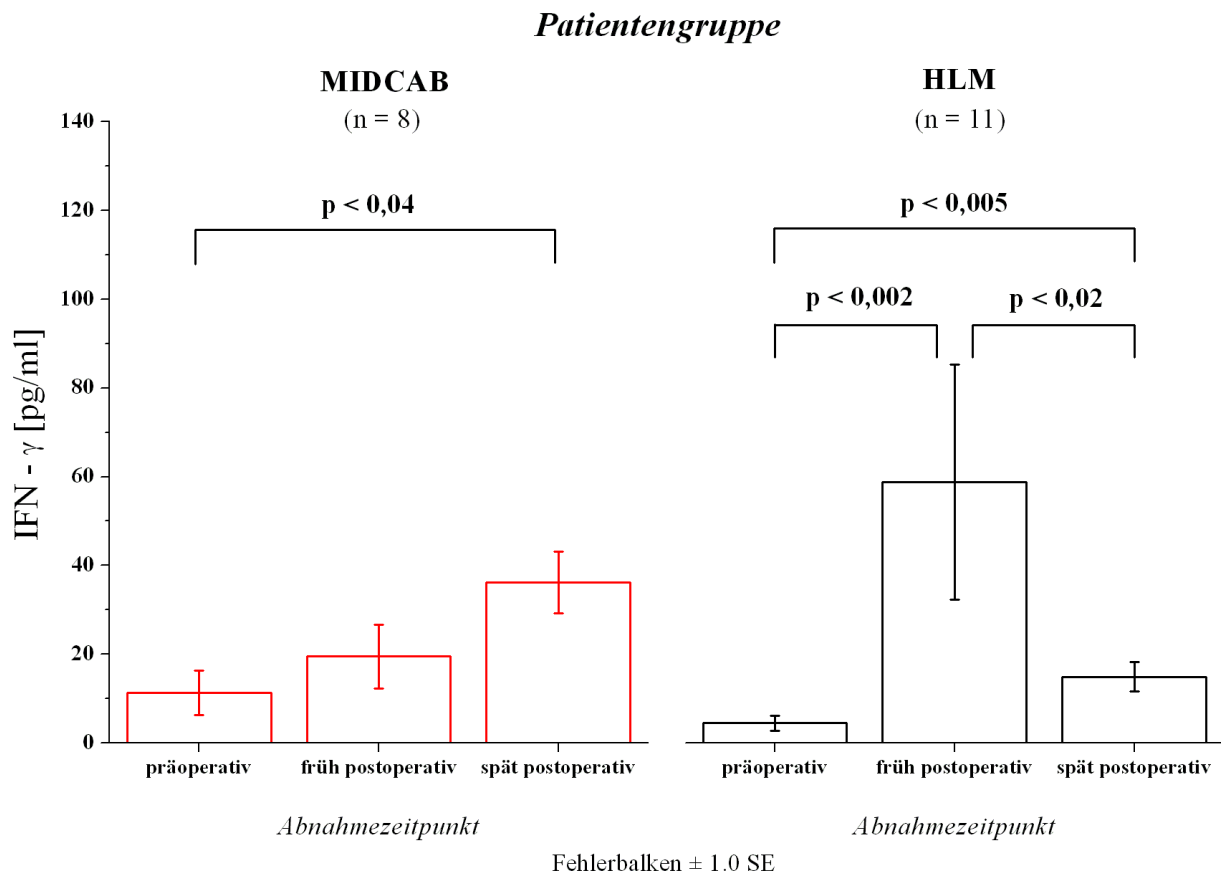 Patientengruppe
MIDCAB
(n = 8)
HLM
(n = 11)
IFN - γ [pg/ml]
140
120
100
80
60
40
20
0
p < 0,04
p < 0,005
p < 0,002
p < 0,02
präoperativ
früh postoperativ
spät postoperativ
präoperativ
früh postoperativ
spät postoperativ
Abnahmezeitpunkt
Abnahmezeitpunkt
Fehlerbalken ± 1.0 SE